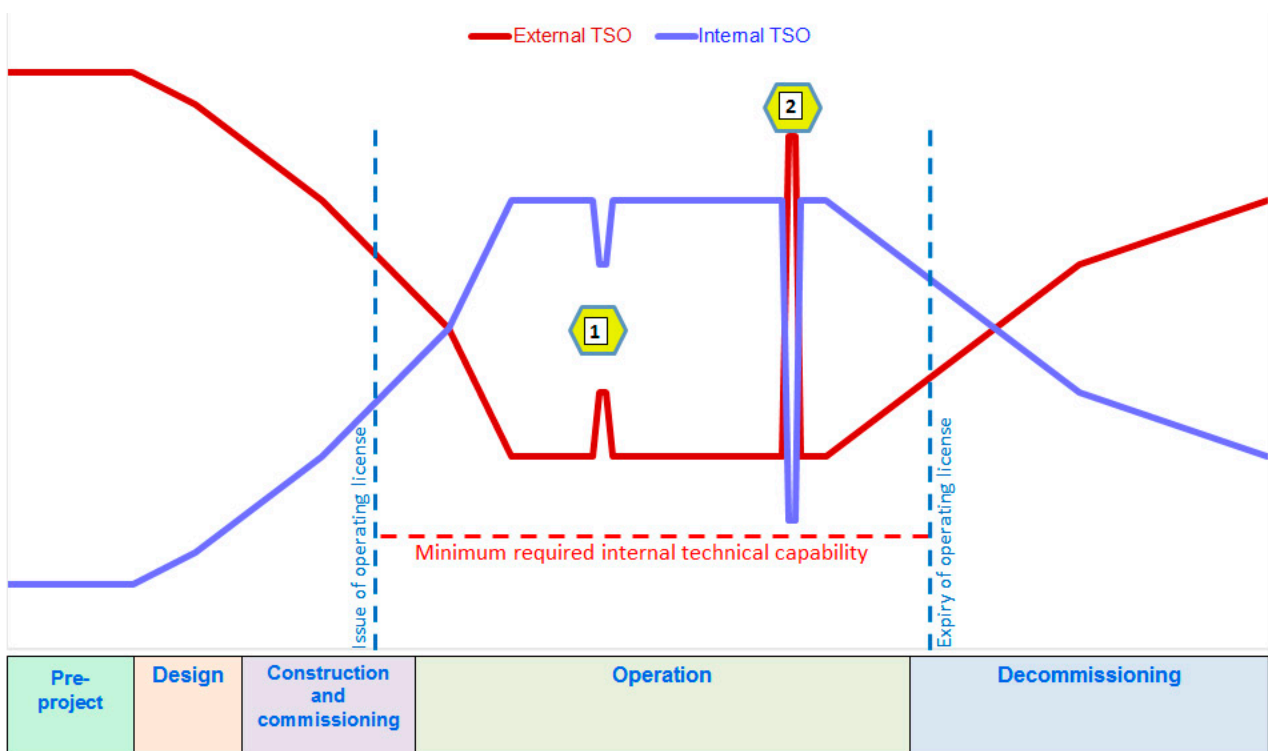 External TSO
Internal TSO
2
1
Issue of operating license
Minimum required internal technical capability
Expiry of operating license
Pre-
project
Design
Construction
and
commissioning
Operation
Decommissioning